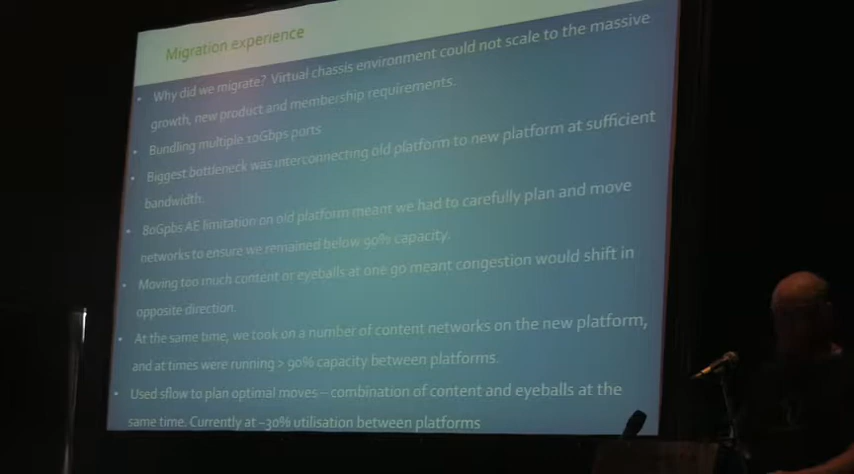 Migration experience
• Why did we migrate? Virtual chassis environment could not scale to the massive
growth, new product and membership requirements.
• Bundling multiple 10Gbps ports
• Biggest bottleneck was interconnecting old platform to new platform at sufficient
bandwidth.
• 80Gpbs AE limitation on old platform meant we had to carefully plan and move
networks to ensure we remained below 90% capacity.
• Moving too much content or eyeballs at one go meant congestion would shift in
opposite direction.
• At the same time, we took on a number of content networks on the new platform,
and at times were running > 90% capacity between platforms.
• Used sflow to plan optimal moves – combination of content and eyeballs at the
same time. Currently at ~30% utilisation between platforms